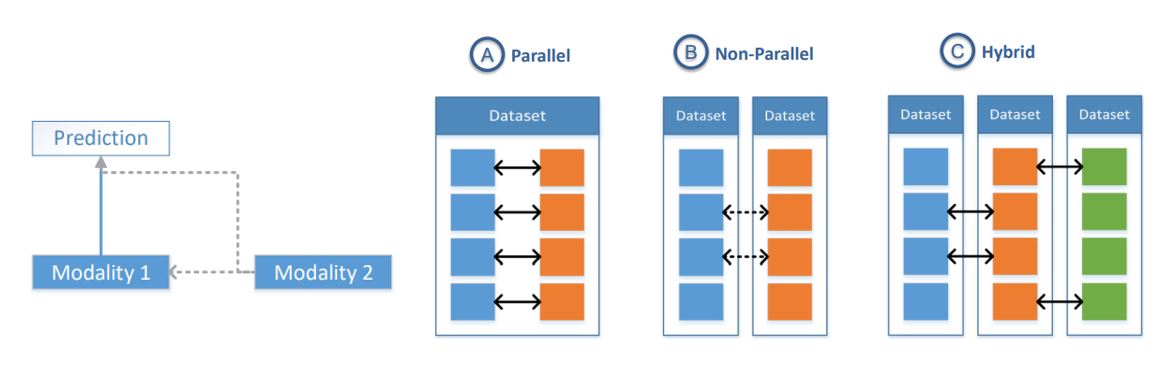 Prediction
Modality 1
Modality 2
A Parallel
Dataset
B Non-Parallel
Dataset
Dataset
C Hybrid
Dataset
Dataset
Dataset